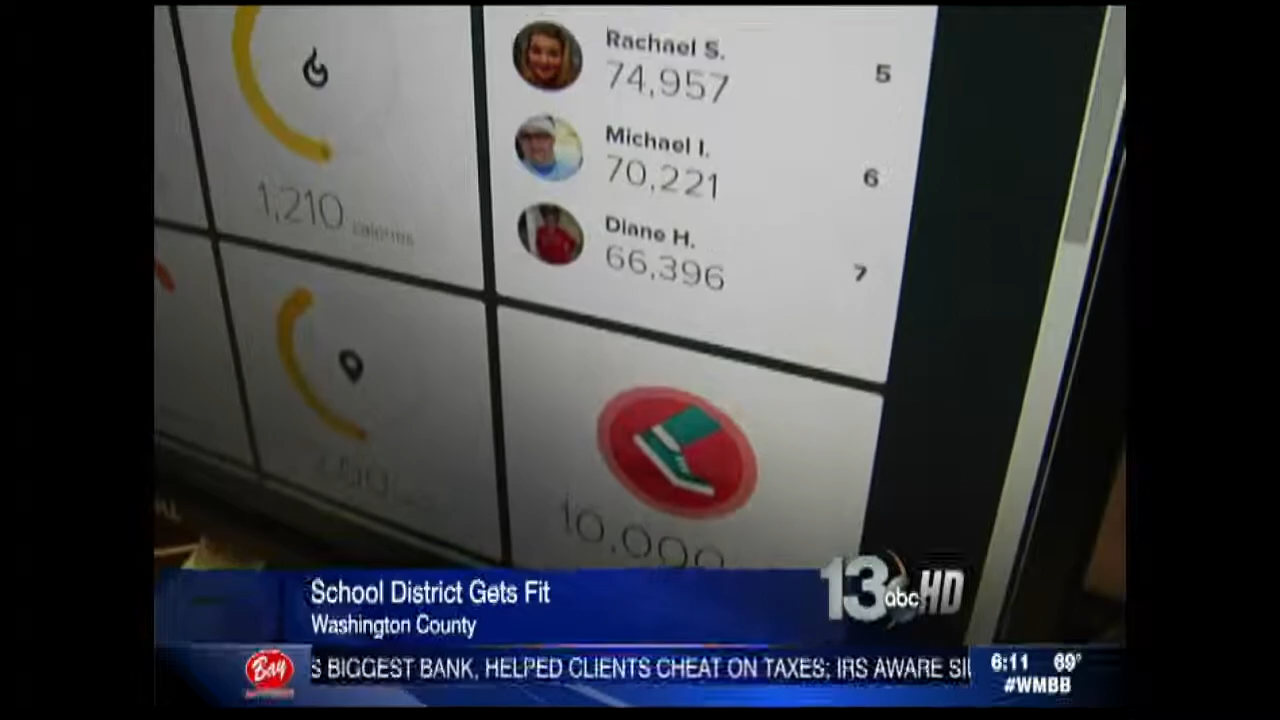 Rachael S.
74,957
5
Michael I.
70,221
6
Diane H.
66,396
7
1,210 calories
10,000
School District Gets Fit
Washington County
13 abc HD
Bay
S BIGGEST BANK, HELPED CLIENTS CHEAT ON TAXES; IRS AWARE
6:11 69°
#WMBB